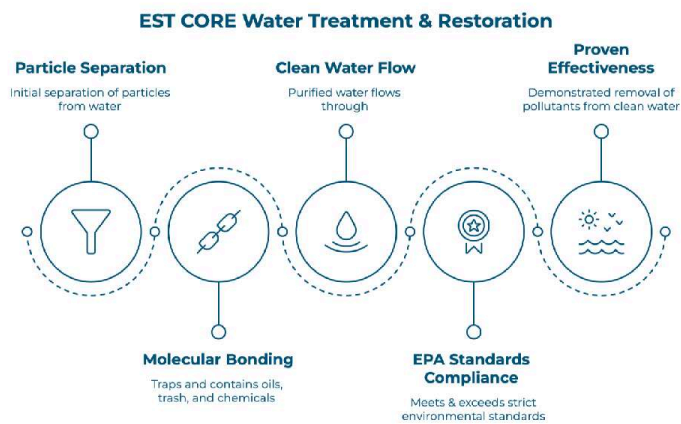 EST CORE Water Treatment & Restoration
Particle Separation
Initial separation of particles
from water
Clean Water Flow
Purified water flows
through
Proven
Effectiveness
Demonstrated removal of
pollutants from clean water
Molecular Bonding
Traps and contains oils,
trash, and chemicals
EPA Standards
Compliance
Meets & exceeds strict
environmental standards